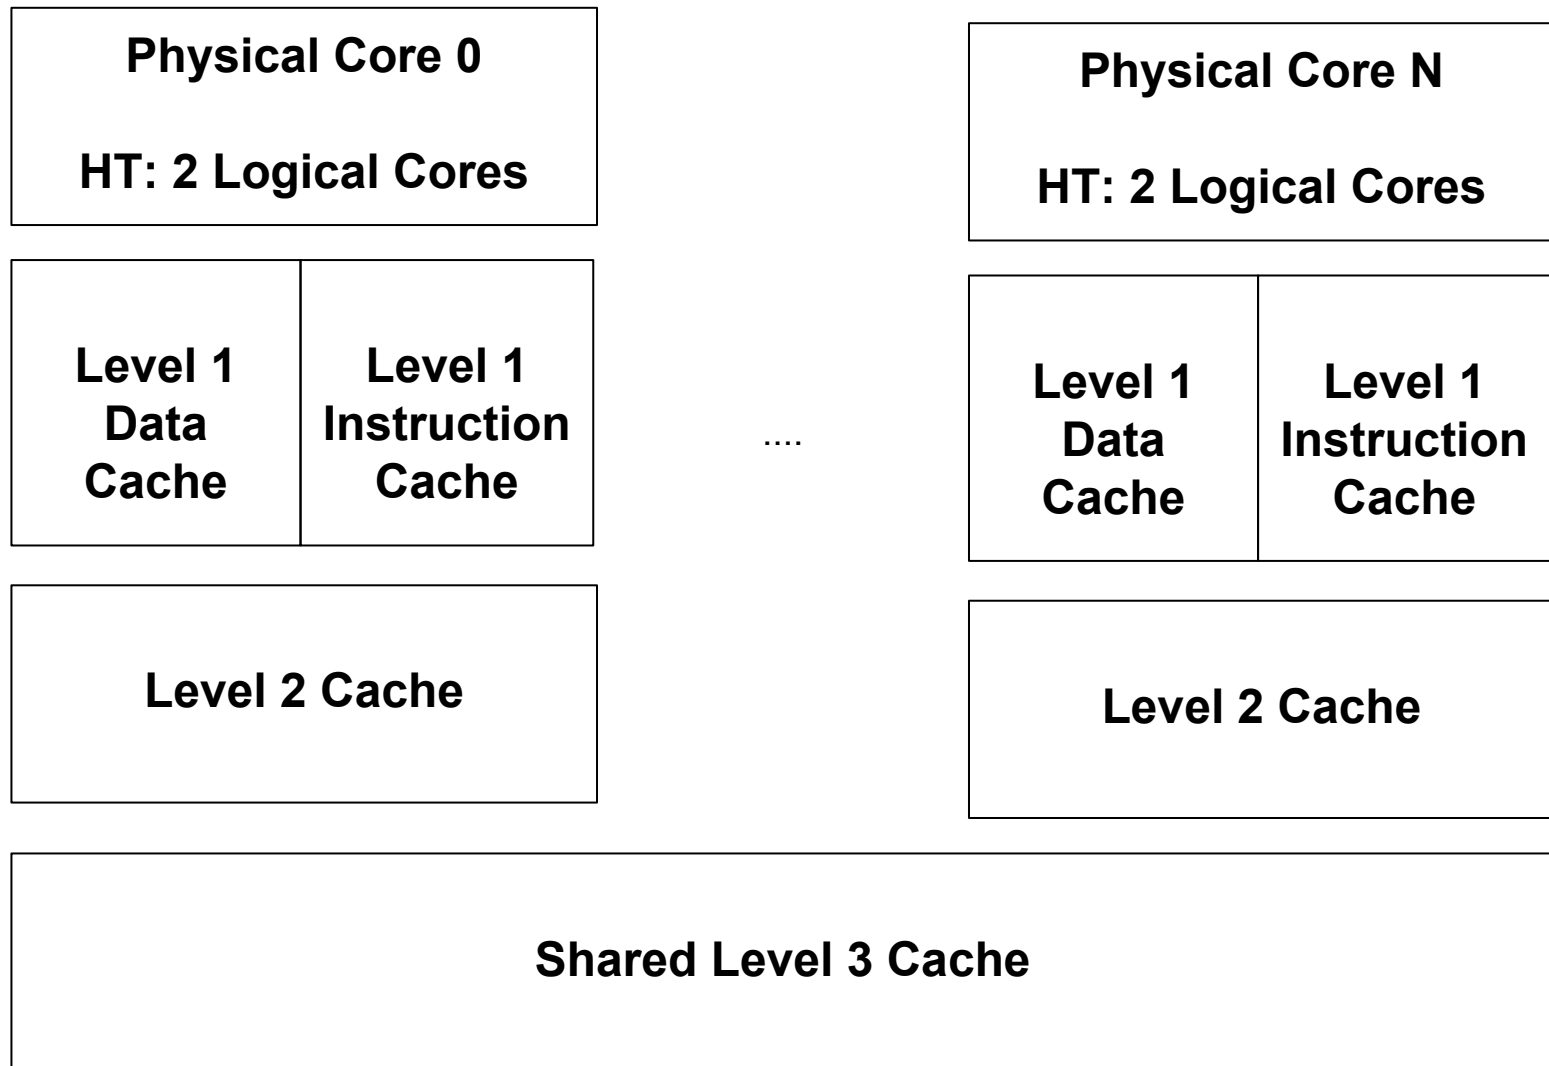 Physical Core 0
HT: 2 Logical Cores
Physical Core N
HT: 2 Logical Cores
Level 1
Data
Cache
Level 1
Instruction
Cache
....
Level 1
Data
Cache
Level 1
Instruction
Cache
Level 2 Cache
Level 2 Cache
Shared Level 3 Cache